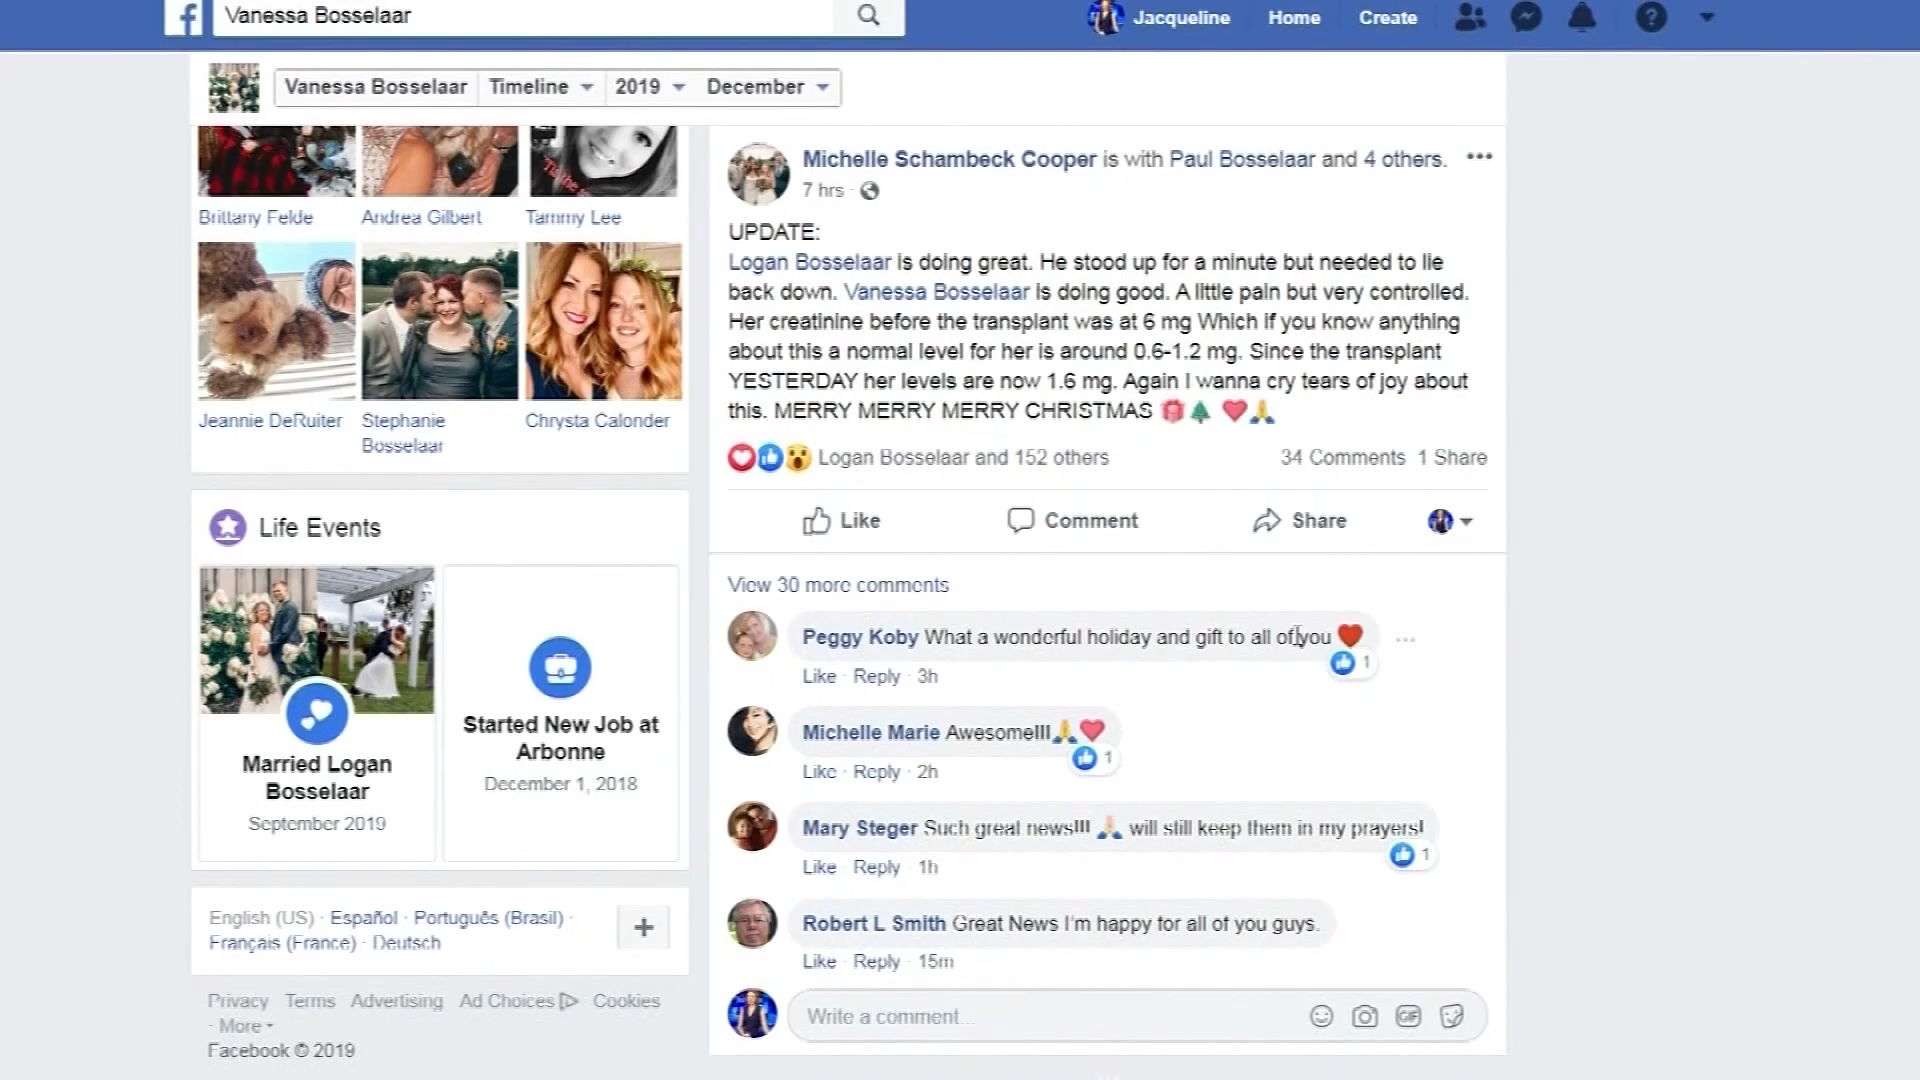 Vanessa Bosselaar
Jacqueline Home Create
Vanessa Bosselaar Timeline 2019 December
Brittany Felde Andrea Gilbert Tammy Lee
Jeannie DeRuiter Stephanie Bosselaar Chrysta Calonder
Life Events
Married Logan
Bosselaar
September 2019
Started New Job at
Arbonne
December 1, 2018
English (US) · Español · Português (Brasil) ·
Français (France) · Deutsch
Privacy Terms Advertising Ad Choices Cookies
· More
Facebook © 2019
Michelle Schambeck Cooper is with Paul Bosselaar and 4 others.
7 hrs ·
UPDATE:
Logan Bosselaar is doing great. He stood up for a minute but needed to lie
back down. Vanessa Bosselaar is doing good. A little pain but very controlled.
Her creatinine before the transplant was at 6 mg Which if you know anything
about this a normal level for her is around 0.6-1.2 mg. Since the transplant
YESTERDAY her levels are now 1.6 mg. Again I wanna cry tears of joy about
this. MERRY MERRY MERRY CHRISTMAS 🎁🎄 ❤️🙏
Logan Bosselaar and 152 others 34 Comments 1 Share
Like Comment Share
View 30 more comments
Peggy Koby What a wonderful holiday and gift to all of you ❤️
1
Like · Reply · 3h
Michelle Marie Awesome!!!🙏❤️
1
Like · Reply · 2h
Mary Steger Such great news!!! 🙏 will still keep them in my prayers!
1
Like · Reply · 1h
Robert L Smith Great News I'm happy for all of you guys.
Like · Reply · 15m
Write a comment...
GIF